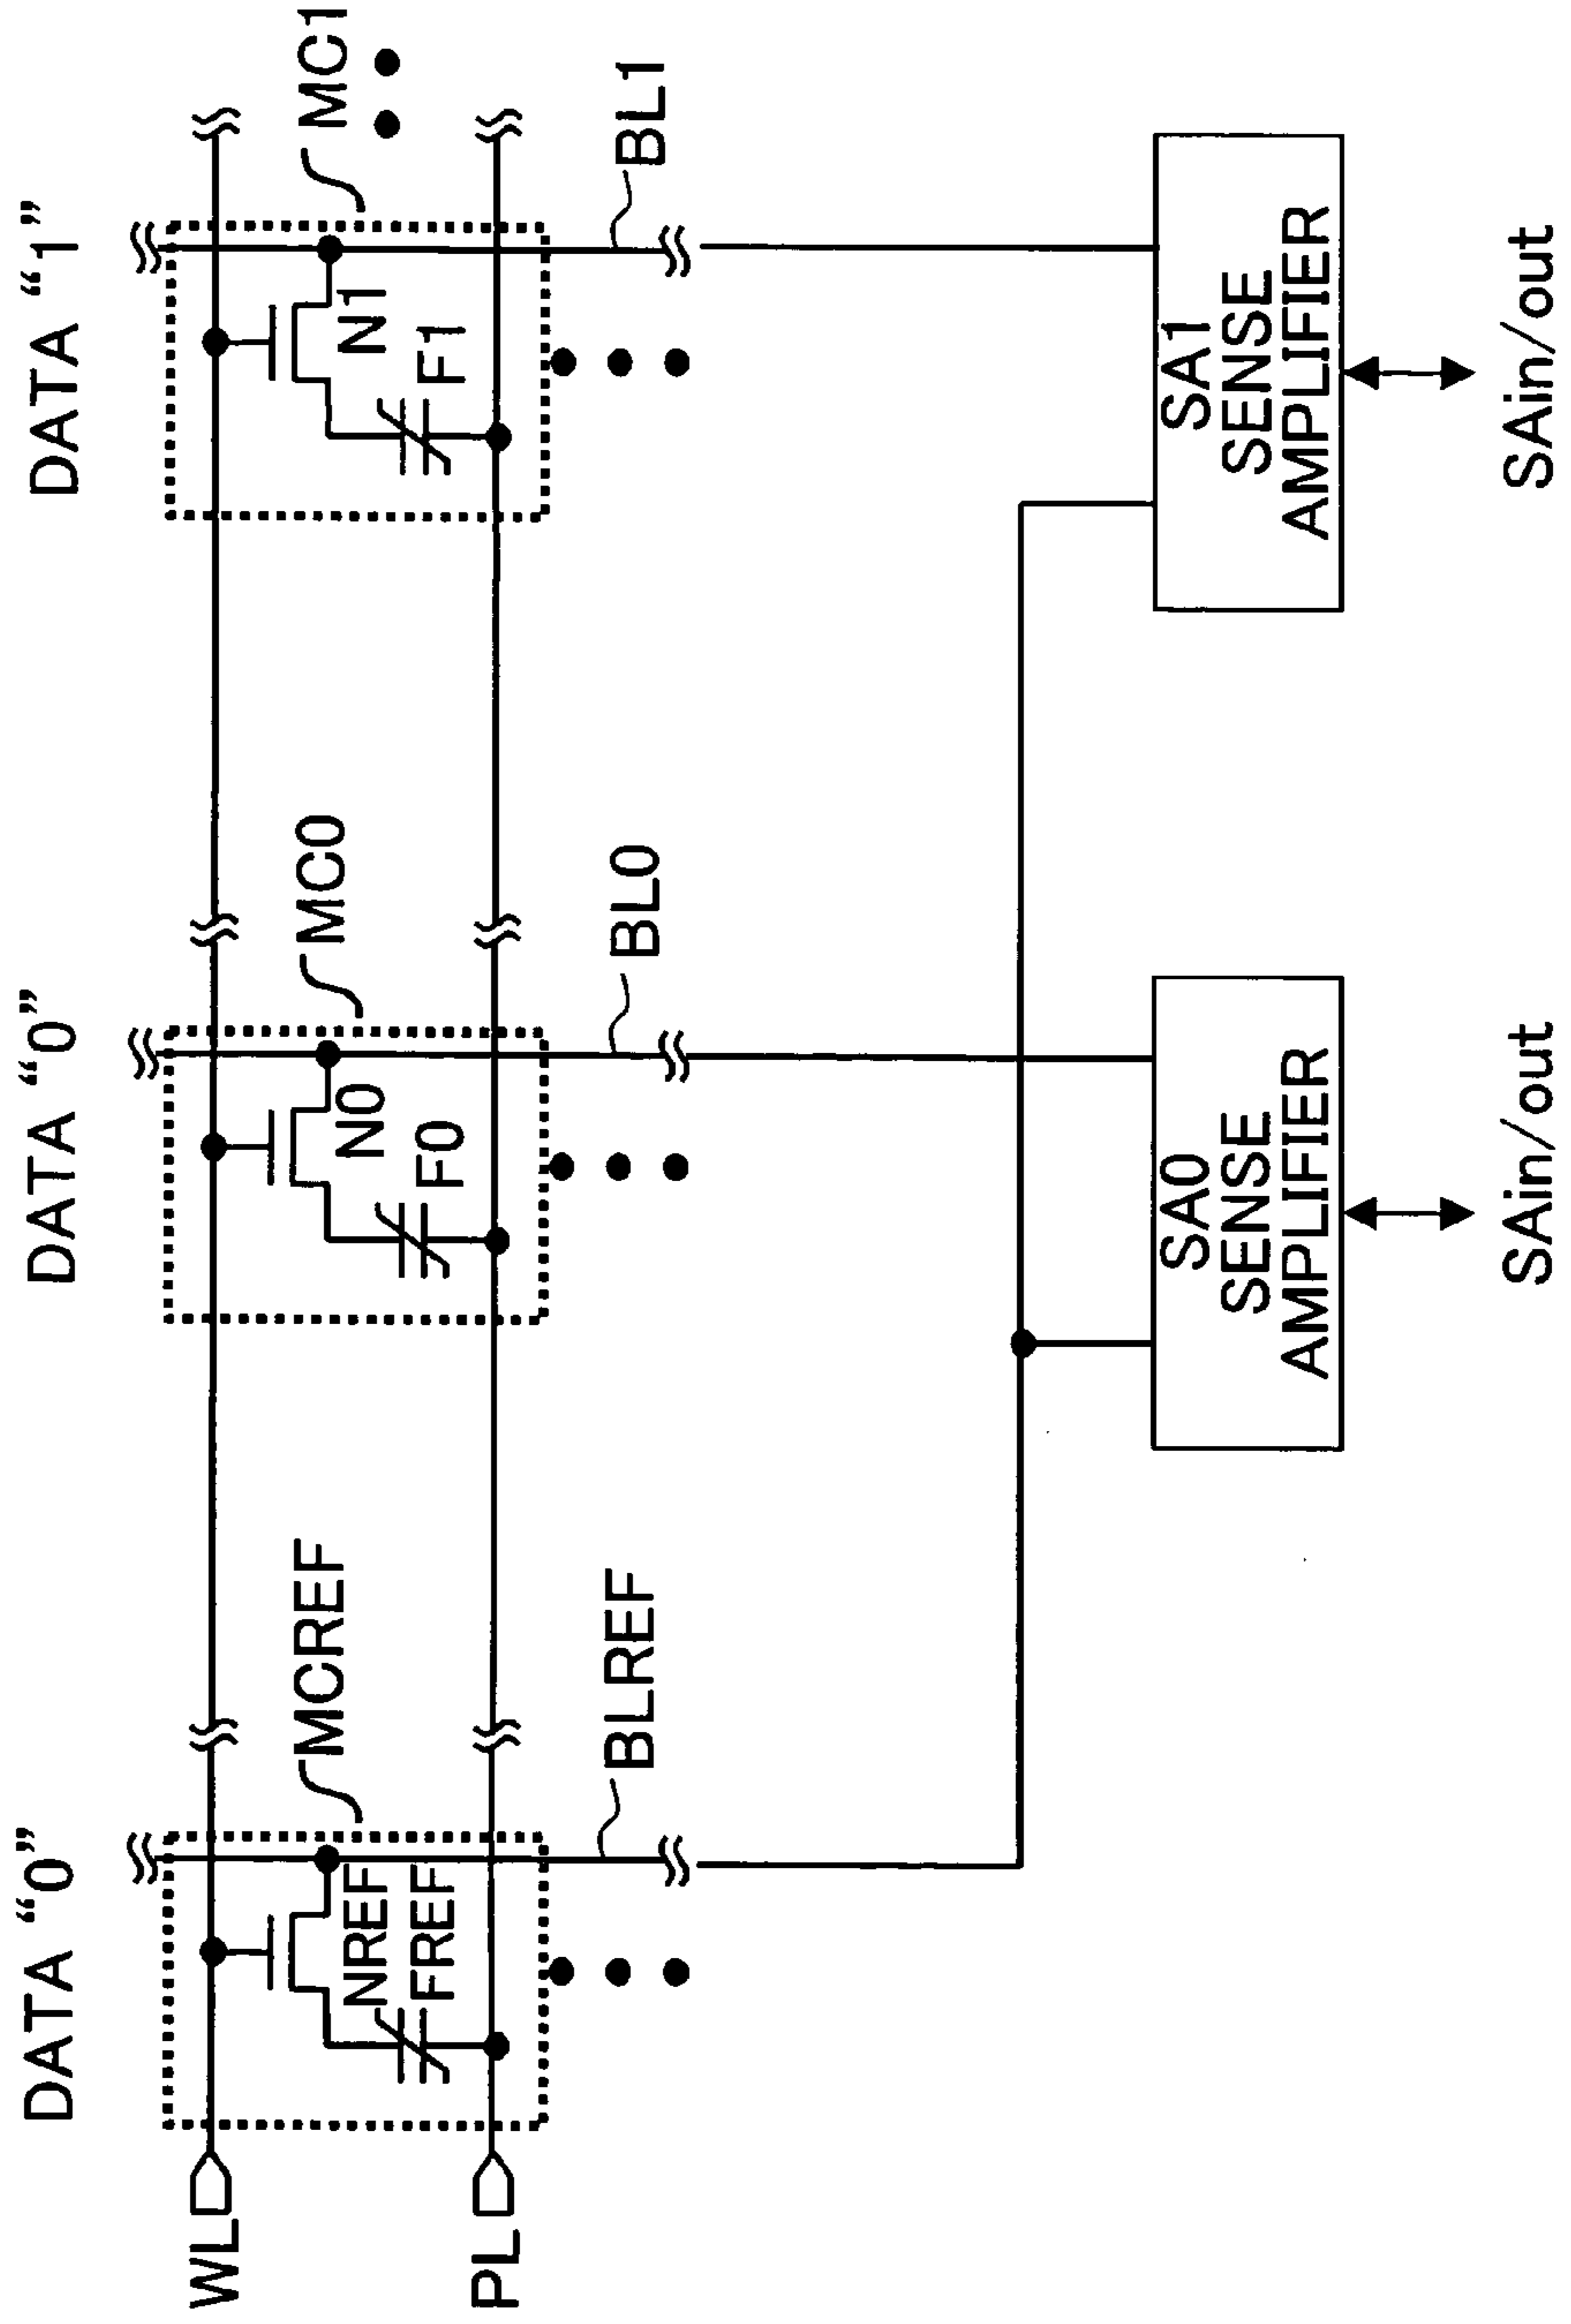 DATA “0”
DATA “0”
DATA “1”
WL
MCREF
MC0
MC1
NREF
FREF
N0
F0
N1
F1
PL
BLREF
BL0
BL1
SA0
SENSE
AMPLIFIER
SA1
SENSE
AMPLIFIER
SAin/out
SAin/out